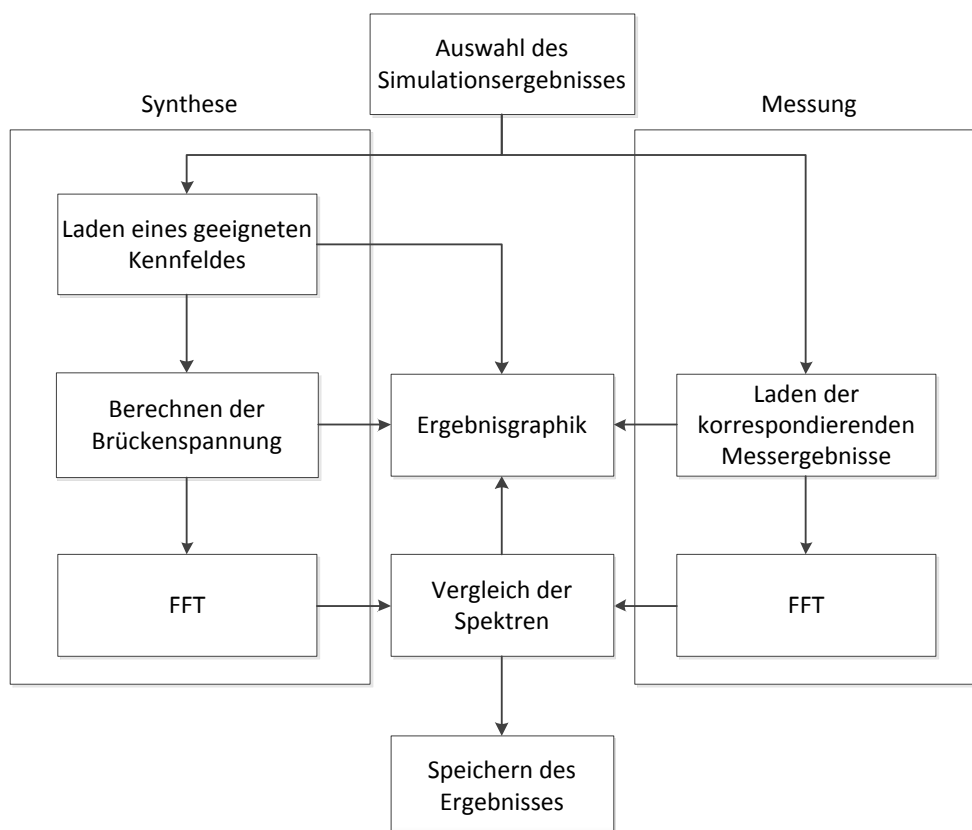 Auswahl des
Simulationsergebnisses
Synthese
Messung
Laden eines geeigneten
Kennfeldes
Berechnen der
Brückenspannung
Ergebnisgraphik
Laden der
korrespondierenden
Messergebnisse
FFT
Vergleich der
Spektren
FFT
Speichern des
Ergebnisses